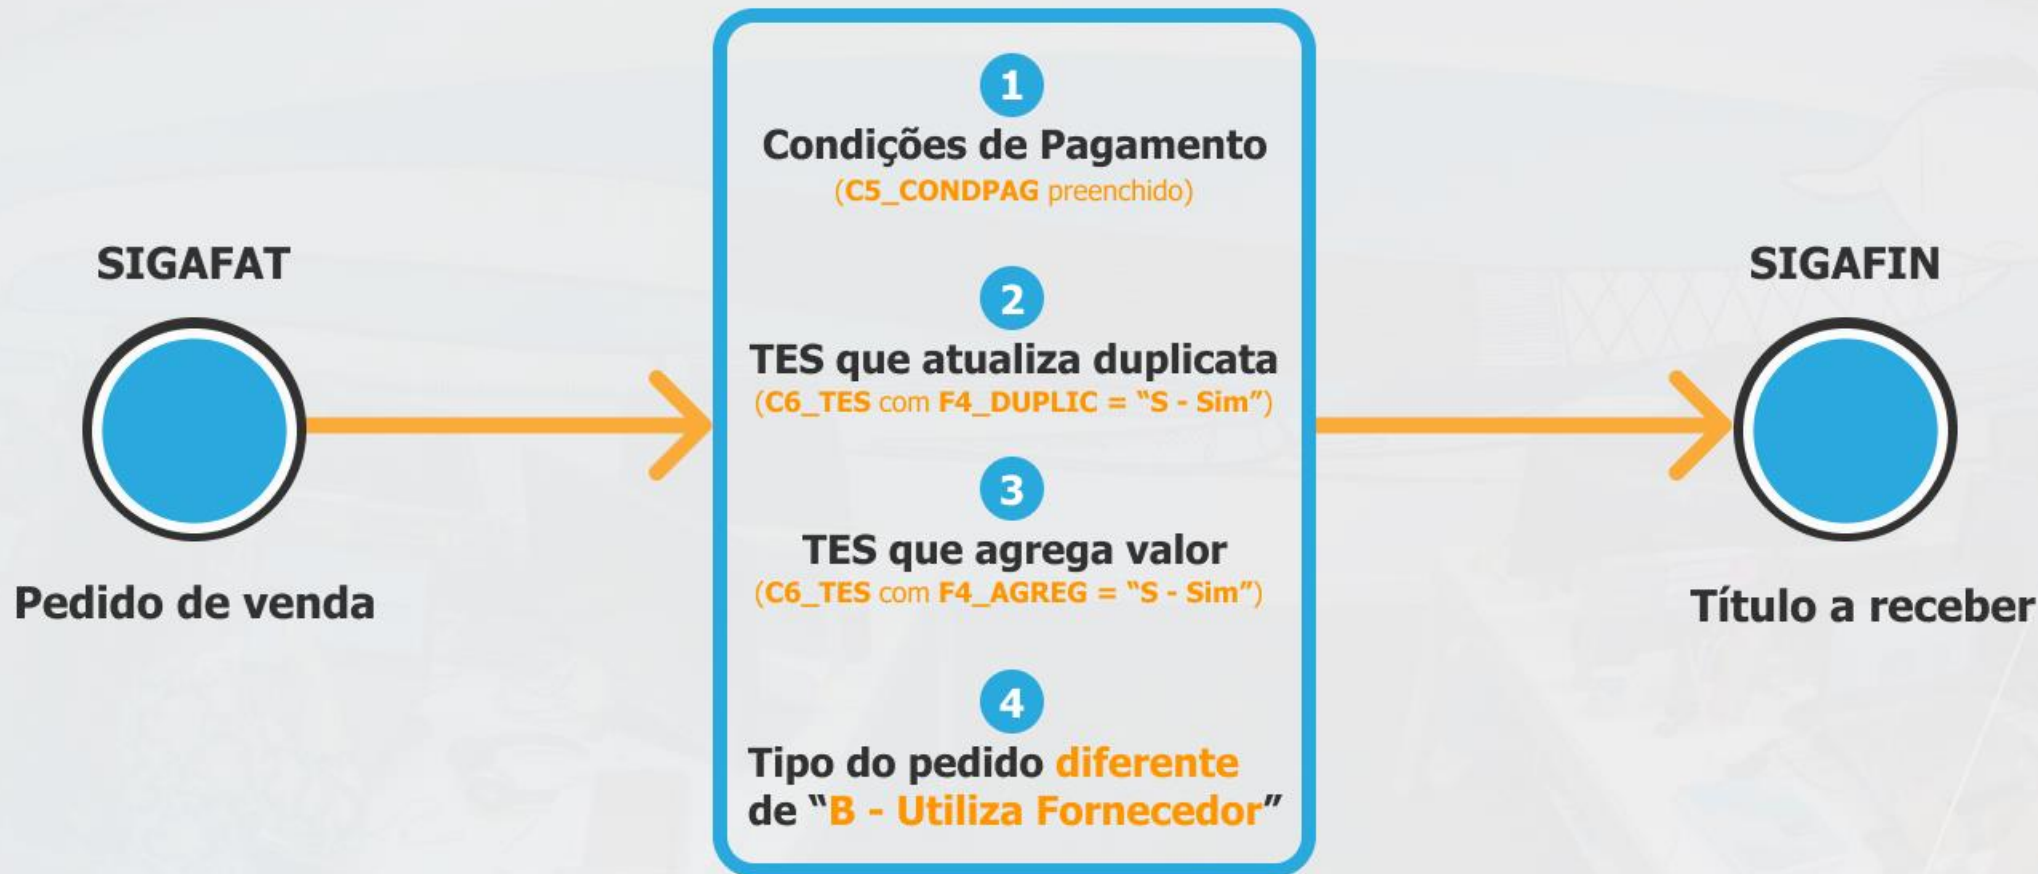 SIGAFAT
Pedido de venda
1
Condições de Pagamento
(C5_CONDPAG preenchido)
2
TES que atualiza duplicata
(C6_TES com F4_DUPLIC = “S - Sim”)
3
TES que agrega valor
(C6_TES com F4_AGREG = “S - Sim”)
4
Tipo do pedido diferente
de “B - Utiliza Fornecedor”
SIGAFIN
Título a receber